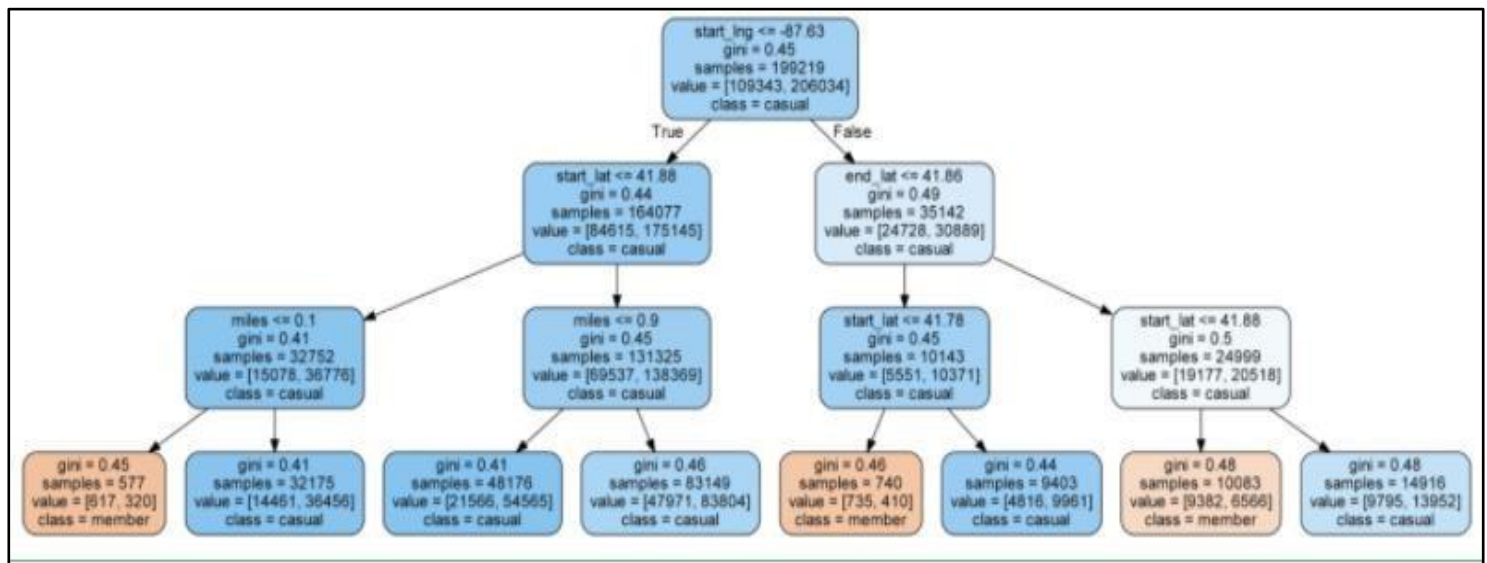 start_lng <= -87.63
gini = 0.45
samples = 199219
value = [109343, 206034]
class = casual
True
False
start_lat <= 41.88
gini = 0.44
samples = 164077
value = [84615, 175145]
class = casual
end_lat <= 41.86
gini = 0.49
samples = 35142
value = [24728, 30889]
class = casual
miles <= 0.1
gini = 0.41
samples = 32752
value = [15078, 36776]
class = casual
miles <= 0.9
gini = 0.45
samples = 131325
value = [69537, 138369]
class = casual
start_lat <= 41.78
gini = 0.45
samples = 10143
value = [5551, 10371]
class = casual
start_lat <= 41.88
gini = 0.5
samples = 24999
value = [19177, 20518]
class = casual
gini = 0.45
samples = 577
value = [617, 320]
class = member
gini = 0.41
samples = 32175
value = [14461, 36456]
class = casual
gini = 0.41
samples = 48176
value = [21566, 54565]
class = casual
gini = 0.46
samples = 83149
value = [47971, 83804]
class = casual
gini = 0.46
samples = 740
value = [735, 410]
class = member
gini = 0.44
samples = 9403
value = [4816, 9961]
class = casual
gini = 0.48
samples = 10083
value = [9382, 6566]
class = member
gini = 0.48
samples = 14916
value = [9795, 13952]
class = casual